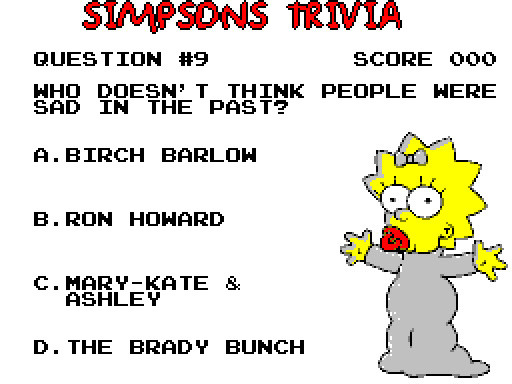 SIMPSONS TRIVIA
QUESTION #9 SCORE 000
WHO DOESN'T THINK PEOPLE WERE
SAD IN THE PAST?
A.BIRCH BARLOW
B.RON HOWARD
C.MARY-KATE &
ASHLEY
D.THE BRADY BUNCH